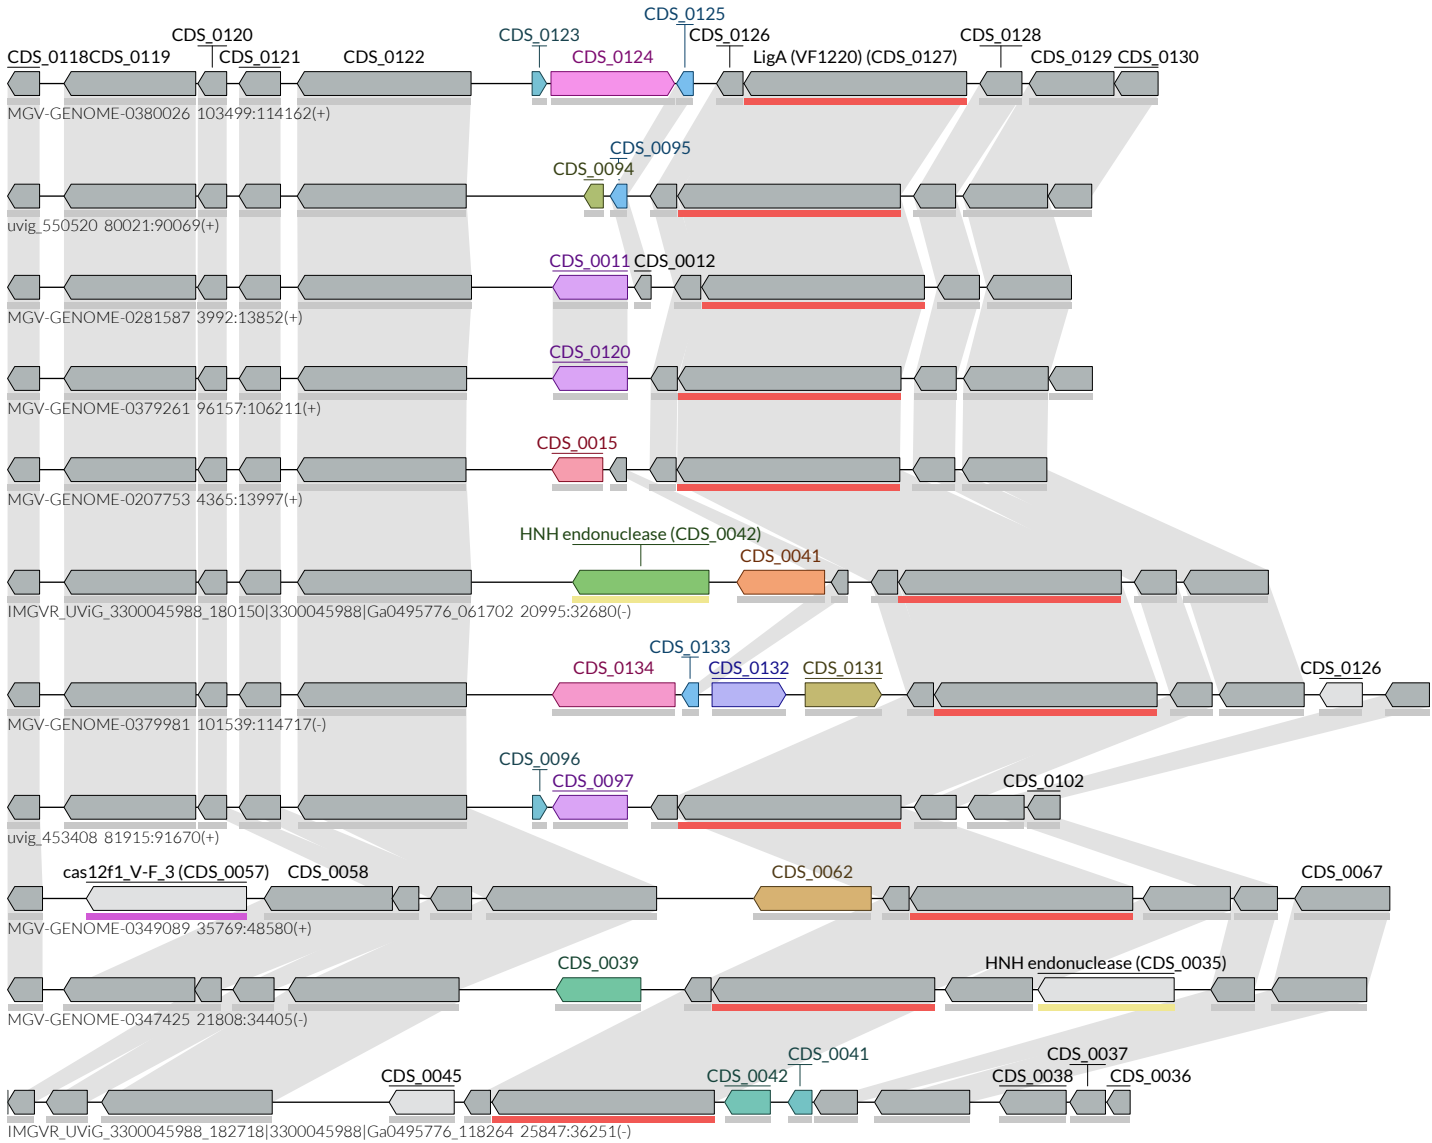 CDS_0125
CDS_0120 CDS_0123 CDS_0126 CDS_0128
CDS_0118 CDS_0119 CDS_0121 CDS_0122 CDS_0124 LigA (VF1220) (CDS_0127) CDS_0129 CDS_0130
MGV-GENOME-0380026 103499:114162(+)
CDS_0095
CDS_0094
uvig_550520 80021:90069(+)
CDS_0011 CDS_0012
MGV-GENOME-0281587 3992:13852(+)
CDS_0120
MGV-GENOME-0379261 96157:106211(+)
CDS_0015
MGV-GENOME-0207753 4365:13997(+)
HNH endonuclease (CDS_0042)
CDS_0041
IMGVR_UViG_3300045988_180150|3300045988|Ga0495776_061702 20995:32680(-)
CDS_0133
CDS_0134 CDS_0132 CDS_0131 CDS_0126
MGV-GENOME-0379981 101539:114717(-)
CDS_0096
CDS_0097 CDS_0102
uvig_453408 81915:91670(+)
cas12f1_V-F_3 (CDS_0057) CDS_0058 CDS_0062 CDS_0067
MGV-GENOME-0349089 35769:48580(+)
CDS_0039 HNH endonuclease (CDS_0035)
MGV-GENOME-0347425 21808:34405(-)
CDS_0041 CDS_0037
CDS_0045 CDS_0042 CDS_0038 CDS_0036
IMGVR_UViG_3300045988_182718|3300045988|Ga0495776_118264 25847:36251(-)